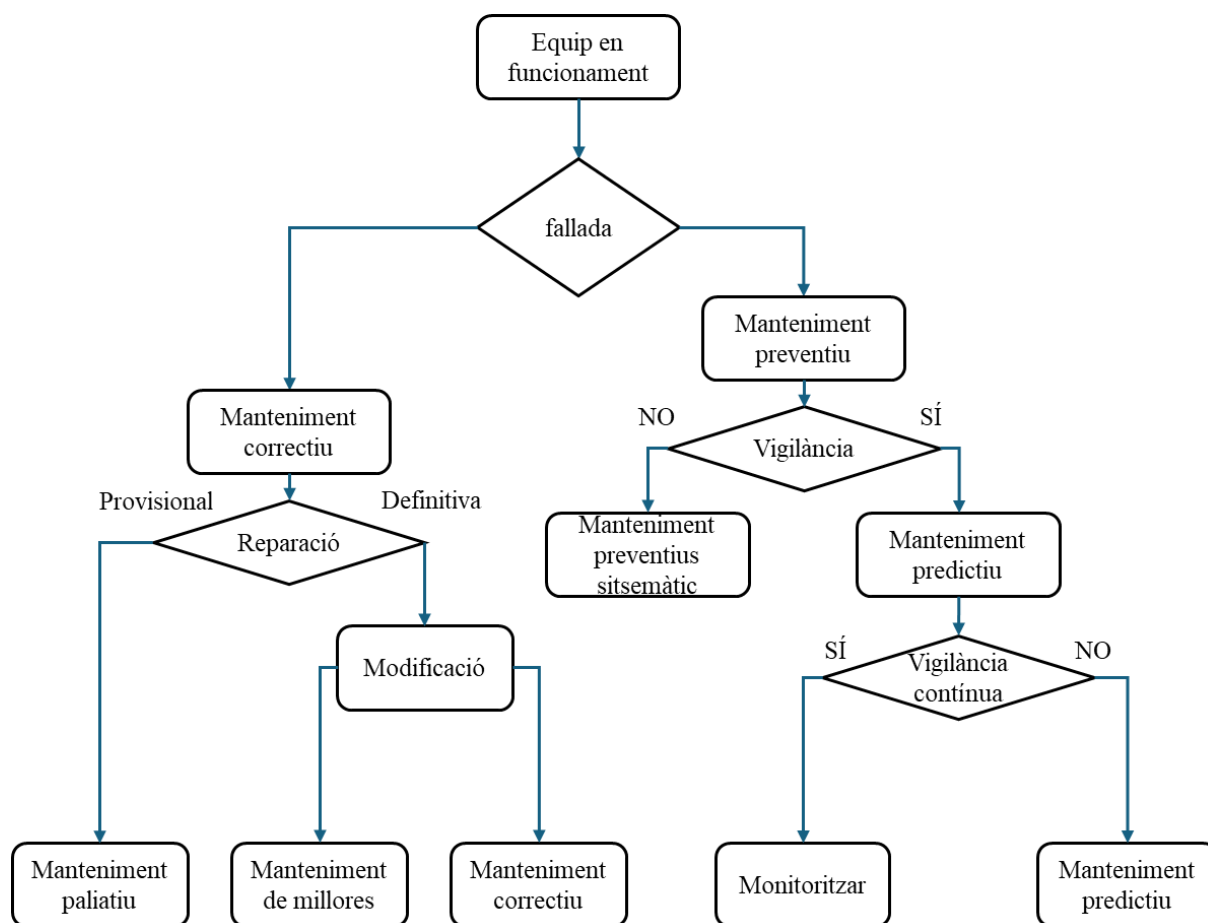 Equip en
funcionament
fallada
Manteniment
preventiu
Manteniment
correctiu
NO
SÍ
Vigilància
Provisional
Definitiva
Reparació
Manteniment
preventius
sitsemàtic
Manteniment
predictiu
Modificació
SÍ
NO
Vigilància
contínua
Manteniment
paliatiu
Manteniment
de millores
Manteniment
correctiu
Monitoritzar
Manteniment
predictiu